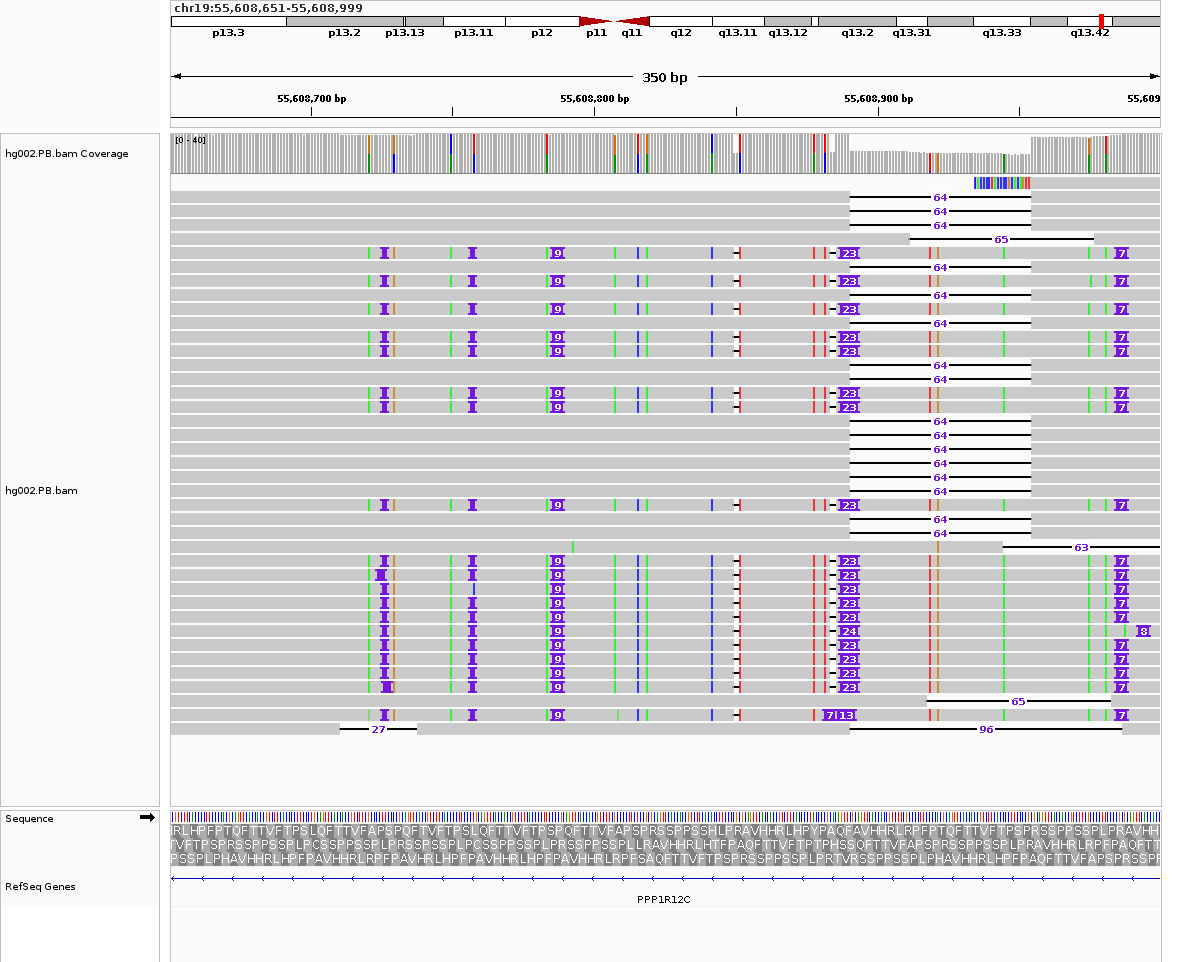 chr19:55,608,651-55,608,999
p13.3 p13.2 p13.13 p13.11 p12 p11 q11 q12 q13.11 q13.12 q13.2 q13.31 q13.33 q13.42
350 bp
55,608,700 bp 55,608,800 bp 55,608,900 bp 55,609
[0 - 40]
hg002.PB.bam Coverage
64
64
64
65
9 23 7
64
9 23 7
64
9 23 7
64
9 23 7
9 23 7
64
64
9 23 7
9 23 7
64
64
64
64
64
64
hg002.PB.bam
9 23 7
64
64
63
9 23 7
9 23 7
9 23 7
9 23 7
9 23 7
9 24 8
9 23 7
9 23 7
9 23 7
9 23 7
65
9 7 13 7
27 96
Sequence
RefSeq Genes
PPP1R12C